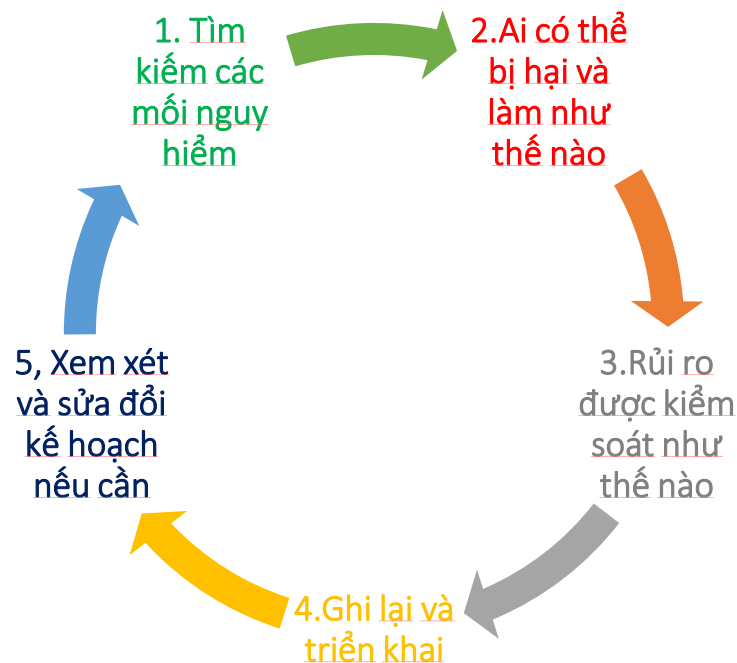 1. Tìm
kiếm các
mối nguy
hiểm
2.Ai có thể
bị hại và
làm như
thế nào
3.Rủi ro
được kiểm
soát như
thế nào
4.Ghi lại và
triển khai
5, Xem xét
và sửa đổi
kế hoạch
nếu cần